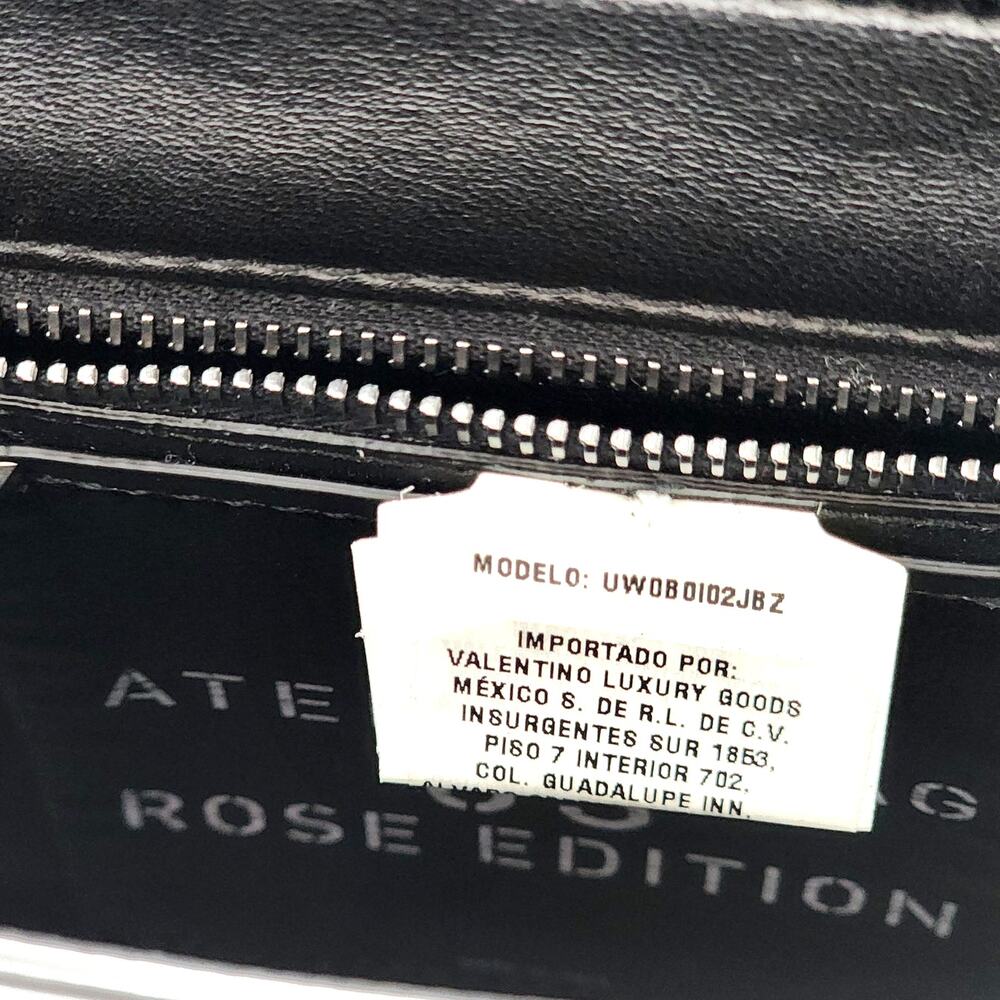 MODELO: UW0B0I02JBZ
IMPORTADO POR:
VALENTINO LUXURY GOODS
MÉXICO S. DE R.L. DE C.V.
INSURGENTES SUR 1853,
PISO 7 INTERIOR 702.
COL. GUADALUPE INN.
ATE
AG
ROSE EDITION